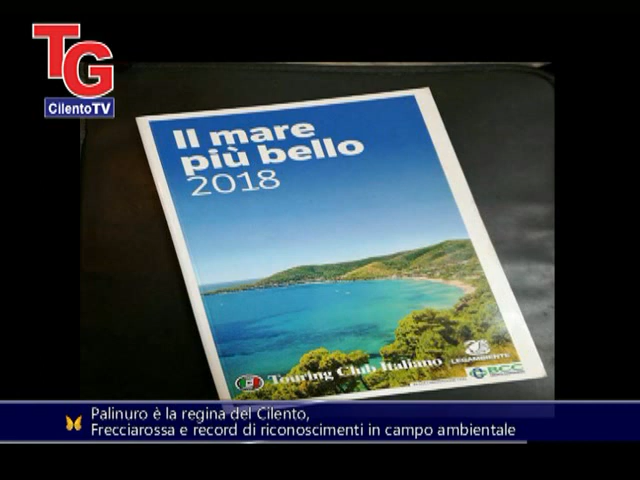 TG
CilentoTV
Il mare
più bello
2018
Touring Club Italiano
LEGAMBIENTE
BCC
Palinuro è la regina del Cilento,
Frecciarossa e record di riconoscimenti in campo ambientale